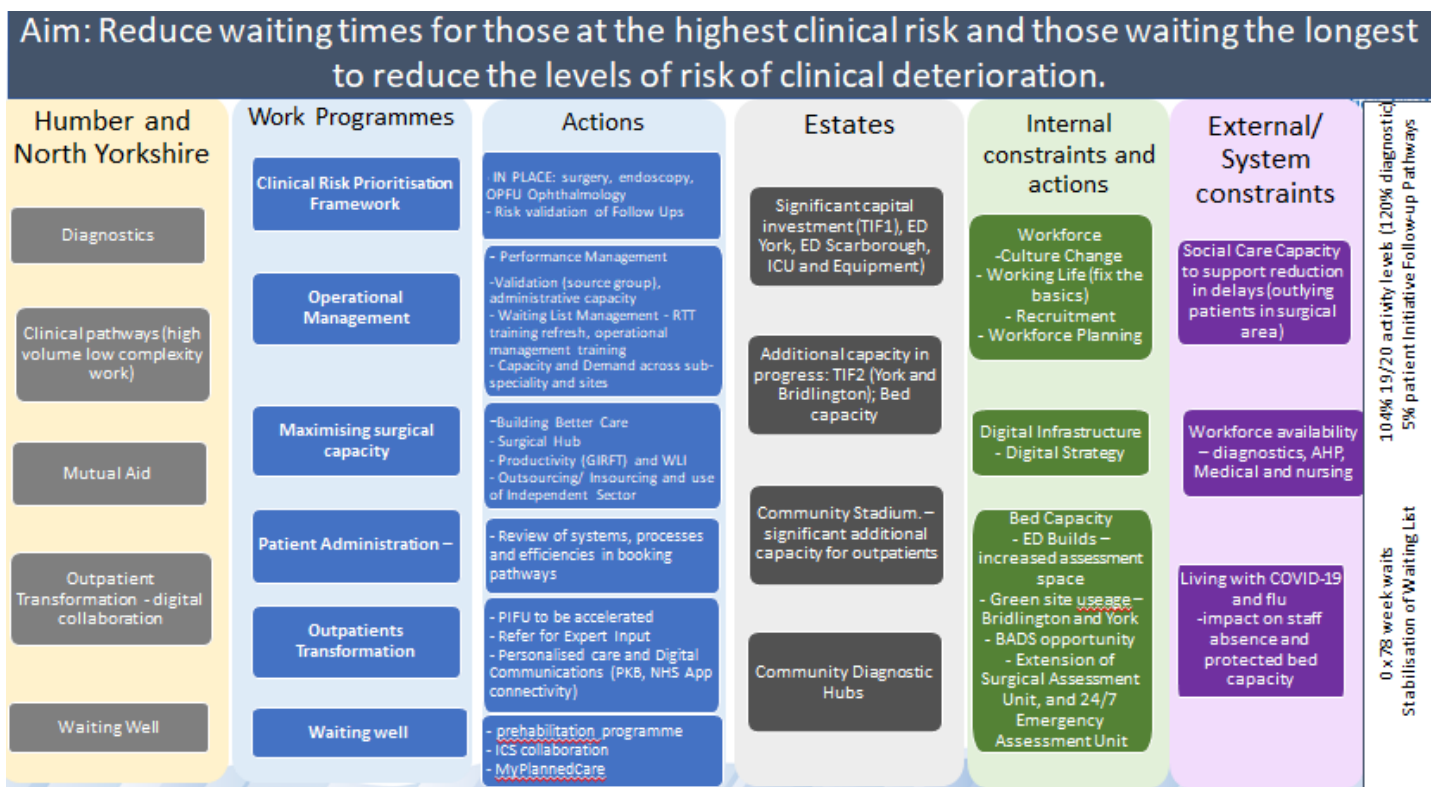 Aim: Reduce waiting times for those at the highest clinical risk and those waiting the longest
to reduce the levels of risk of clinical deterioration.
Humber and
North Yorkshire
Diagnostics
Clinical pathways (high
volume low complexity
work)
Mutual Aid
Outpatient
Transformation - digital
collaboration
Waiting Well
Work Programmes
Clinical Risk Prioritisation
Framework
Operational
Management
Maximising surgical
capacity
Patient Administration –
Outpatients
Transformation
Waiting well
Actions
IN PLACE: surgery, endoscopy,
OPFU Ophthalmology
- Risk validation of Follow Ups
- Performance Management
-Validation (source group),
administrative capacity
- Waiting List Management - RTT
training refresh, operational
management training
- Capacity and Demand across sub-
speciality and sites
-Building Better Care
- Surgical Hub
- Productivity (GIRFT) and WLI
- Outsourcing/ Insourcing and use
of Independent Sector
- Review of systems, processes
and efficiencies in booking
pathways
- PIFU to be accelerated
- Refer for Expert Input
- Personalised care and Digital
Communications (PKB, NHS App
connectivity)
- prehabilitation programme
- ICS collaboration
- MyPlannedCare
Estates
Significant capital
investment (TIF1), ED
York, ED Scarborough,
ICU and Equipment)
Additional capacity in
progress: TIF2 (York and
Bridlington); Bed
capacity
Community Stadium. –
significant additional
capacity for outpatients
Community Diagnostic
Hubs
Internal
constraints and
actions
Workforce
-Culture Change
- Working Life (fix the
basics)
- Recruitment
- Workforce Planning
Digital Infrastructure
- Digital Strategy
Bed Capacity
- ED Builds –
increased assessment
space
- Green site useage –
Bridlington and York
- BADS opportunity
- Extension of
Surgical Assessment
Unit, and 24/7
Emergency
Assessment Unit
External/
System
constraints
Social Care Capacity
to support reduction
in delays (outlying
patients in surgical
area)
Workforce availability
– diagnostics, AHP,
Medical and nursing
Living with COVID-19
and flu
-impact on staff
absence and
protected bed
capacity
104% 19/20 activity levels (120% diagnostic)
5% patient Initiative Follow-up Pathways
0 x 78 week waits
Stabilisation of Waiting List